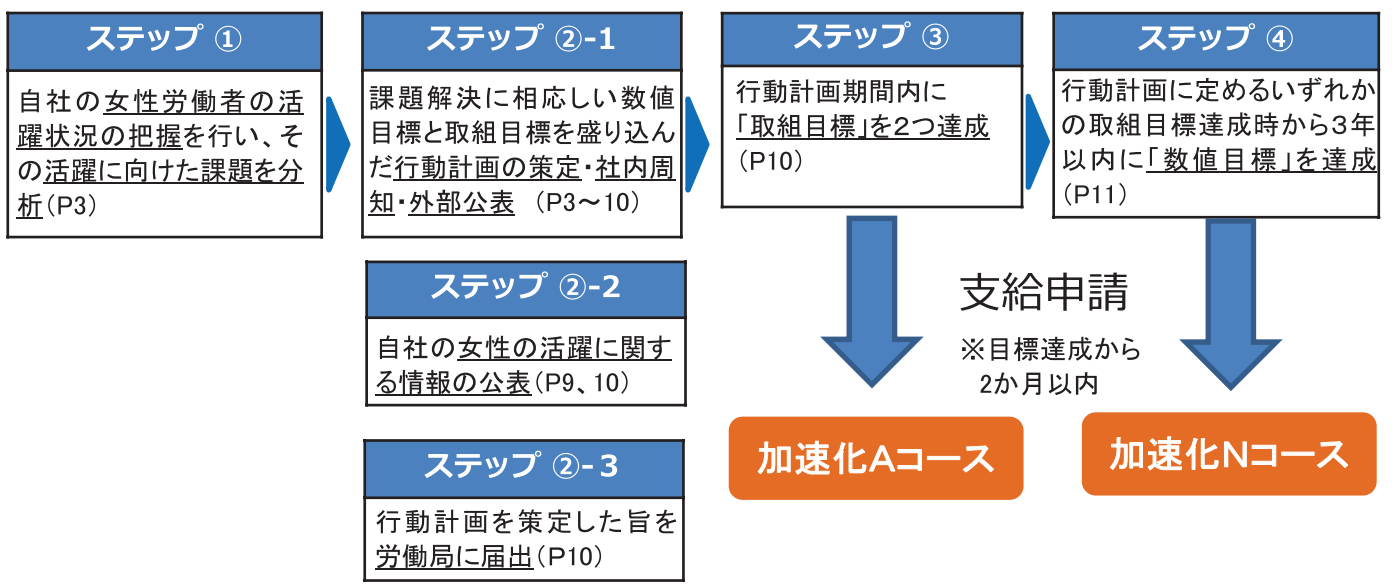 ステップ ①
自社の女性労働者の活
躍状況の把握を行い、そ
の活躍に向けた課題を分
析(P3)
ステップ ②-1
課題解決に相応しい数値
目標と取組目標を盛り込ん
だ行動計画の策定・社内周
知・外部公表 (P3～10)
ステップ ②-2
自社の女性の活躍に関す
る情報の公表(P9、10)
ステップ ②-３
行動計画を策定した旨を
労働局に届出(P10)
ステップ ③
行動計画期間内に
「取組目標」を２つ達成
(P10)
ステップ ④
行動計画に定めるいずれか
の取組目標達成時から３年
以内に「数値目標」を達成
(P11)
支給申請
※目標達成から
2か月以内
加速化Aコース
加速化Nコース